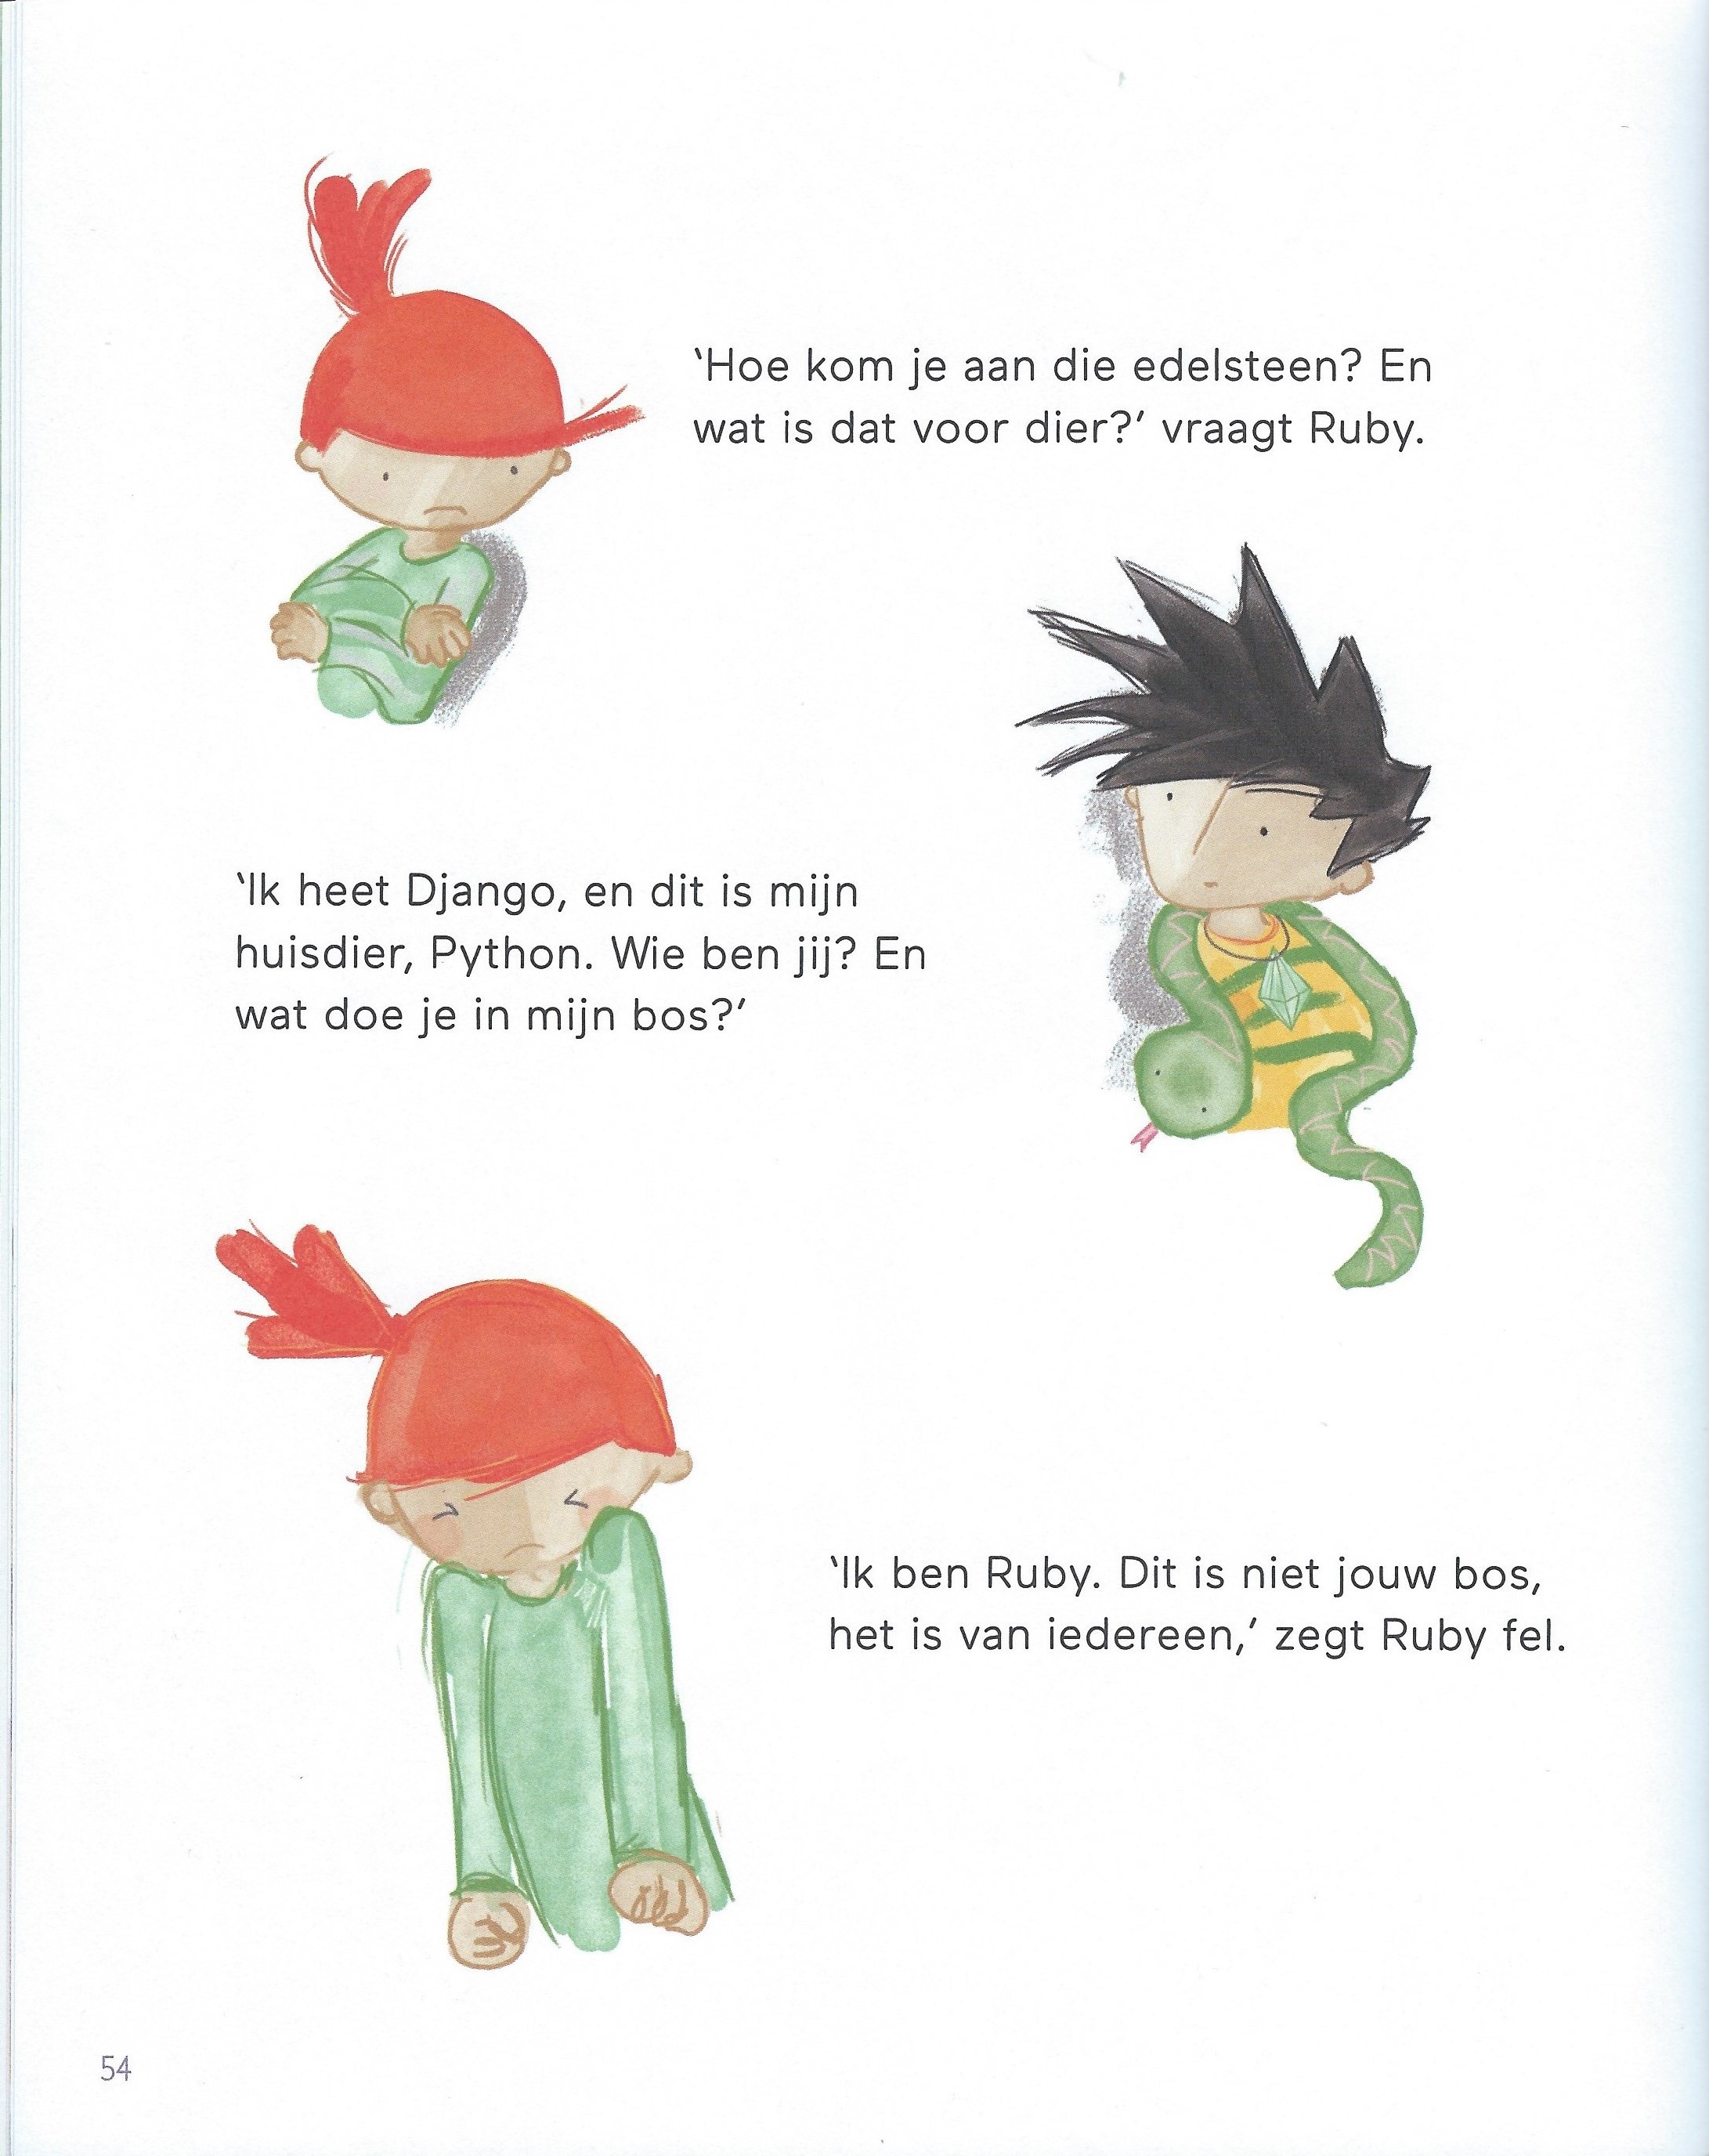 ‘Hoe kom je aan die edelsteen? En
wat is dat voor dier?’ vraagt Ruby.
‘Ik heet Django, en dit is mijn
huisdier, Python. Wie ben jij? En
wat doe je in mijn bos?’
‘Ik ben Ruby. Dit is niet jouw bos,
het is van iedereen,’ zegt Ruby fel.
54